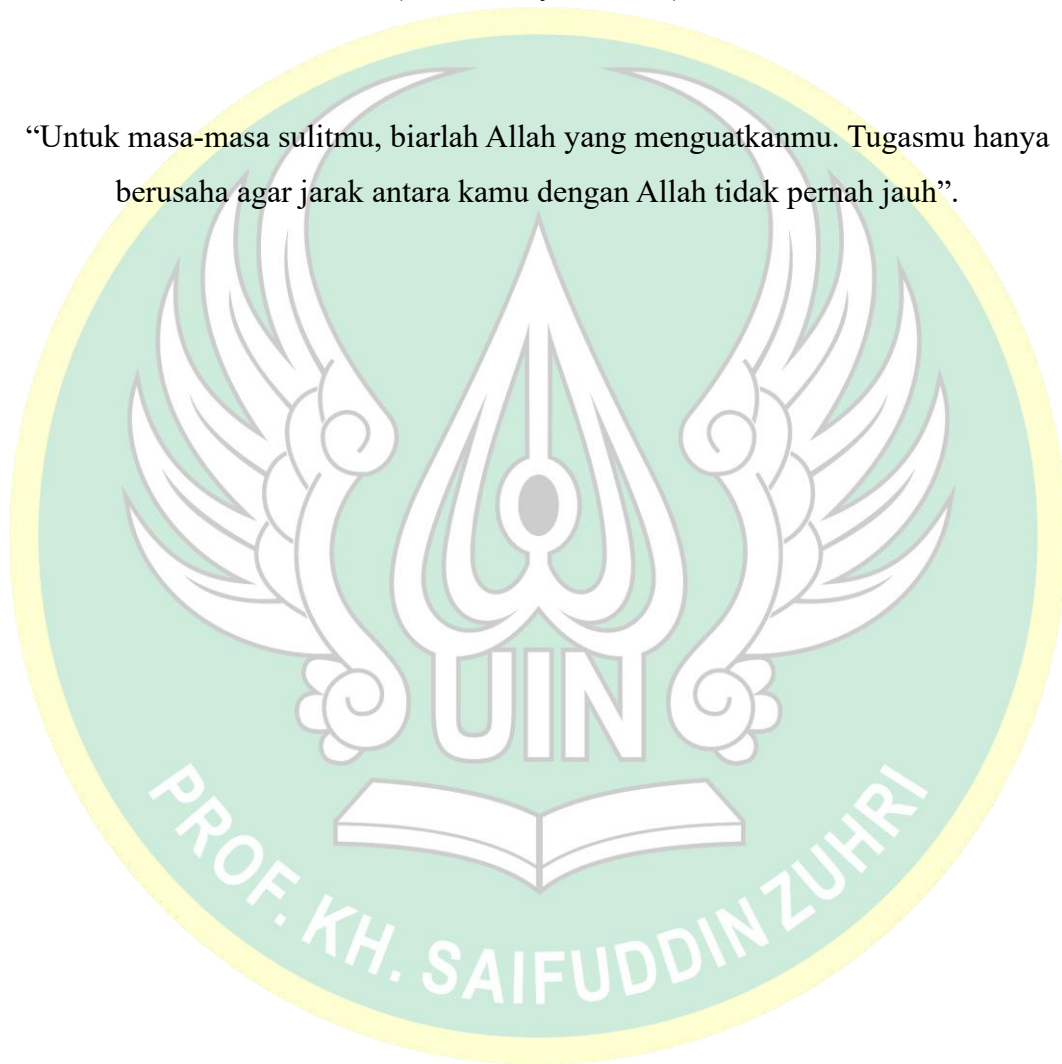 “Untuk masa-masa sulitmu, biarlah Allah yang menguatkanmu. Tugasmu hanya
berusaha agar jarak antara kamu dengan Allah tidak pernah jauh”.
UIN
PROF. KH. SAIFUDDIN ZUHRI